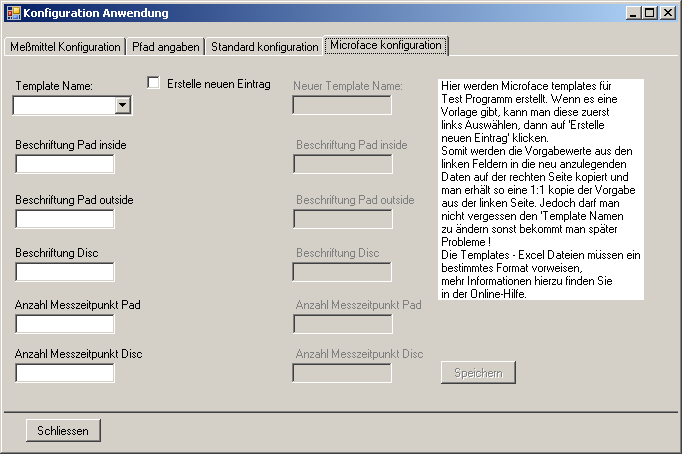 Konfiguration Anwendung
Meßmittel Konfiguration Pfad angaben Standard konfiguration Microface konfiguration
Template Name: Erstelle neuen Eintrag Neuer Template Name:
Beschriftung Pad inside Beschriftung Pad inside
Beschriftung Pad outside Beschriftung Pad outside
Beschriftung Disc Beschriftung Disc
Anzahl Messzeitpunkt Pad Anzahl Messzeitpunkt Pad
Anzahl Messzeitpunkt Disc Anzahl Messzeitpunkt Disc
Hier werden Microface templates für
Test Programm erstellt. Wenn es eine
Vorlage gibt, kann man diese zuerst
links Auswählen, dann auf 'Erstelle
neuen Eintrag' klicken.
Somit werden die Vorgabewerte aus den
linken Feldern in die neu anzulegenden
Daten auf der rechten Seite kopiert und
man erhält so eine 1:1 kopie der Vorgabe
aus der linken Seite. Jedoch darf man
nicht vergessen den 'Template Namen
zu ändern sonst bekommt man später
Probleme !
Die Templates - Excel Dateien müssen ein
bestimmtes Format vorweisen,
mehr Informationen hierzu finden Sie
in der Online-Hilfe.
Speichern
Schliessen